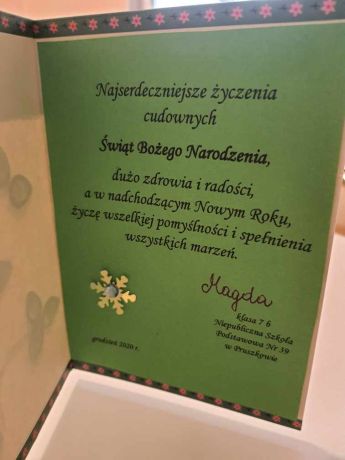 Najserdeczniejsze życzenia
cudownych
Świąt Bożego Narodzenia,
dużo zdrowia i radości,
a w nadchodzącym Nowym Roku,
życzę wszelkiej pomyślności i spełnienia
wszystkich marzeń.
Magda
klasa 7 6
Niepubliczna Szkoła
Podstawowa Nr 39
w Pruszkowie
grudzień 2020 r.